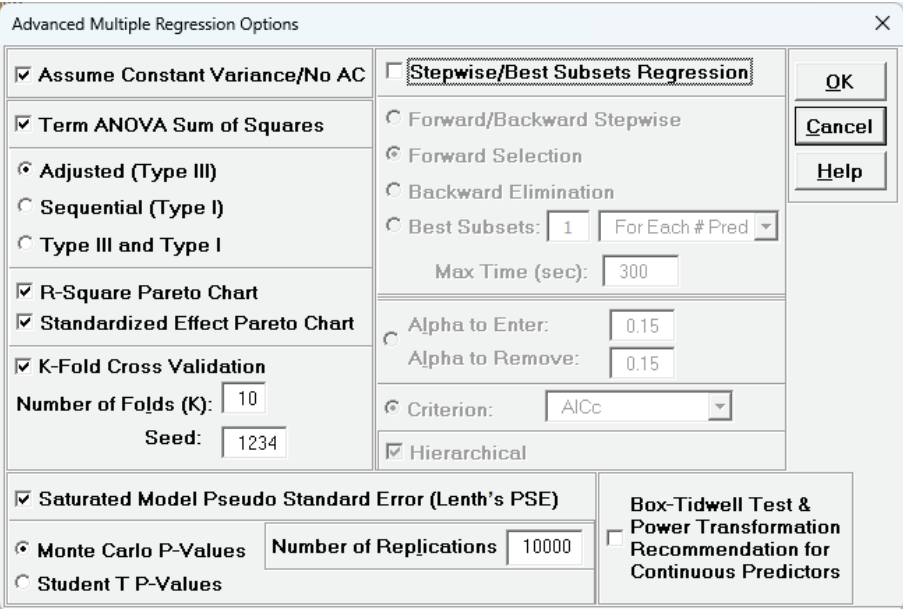 Advanced Multiple Regression Options
Assume Constant Variance/No AC
Term ANOVA Sum of Squares
Adjusted (Type III)
Sequential (Type I)
Type III and Type I
R-Square Pareto Chart
Standardized Effect Pareto Chart
K-Fold Cross Validation
Number of Folds (K): 10
Seed: 1234
Stepwise/Best Subsets Regression
Forward/Backward Stepwise
Forward Selection
Backward Elimination
Best Subsets: 1 For Each # Pred
Max Time (sec): 300
Alpha to Enter: 0.15
Alpha to Remove: 0.15
Criterion: AICc
Hierarchical
OK
Cancel
Help
Saturated Model Pseudo Standard Error (Lenth's PSE)
Monte Carlo P-Values
Number of Replications 10000
Student T P-Values
Box-Tidwell Test &
Power Transformation
Recommendation for
Continuous Predictors